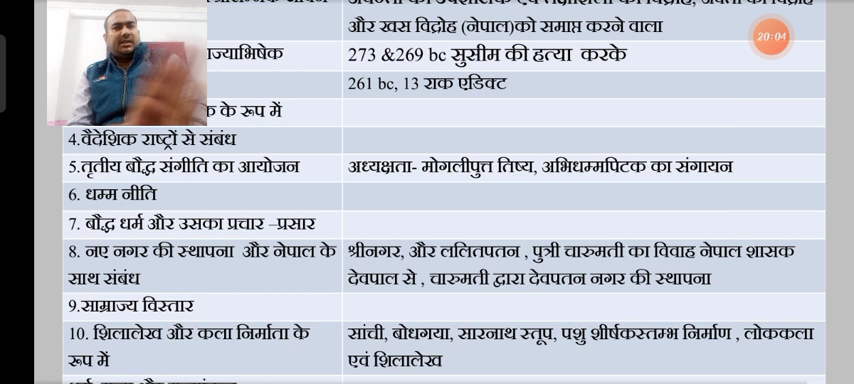 और खस विद्रोह (नेपाल)को समाप्त करने वाला
20:04
राज्याभिषेक
273 &269 bc सुसीम की हत्या करके
261 bc, 13 राक एडिक्ट
के रूप में
4.वैदेशिक राष्ट्रों से संबंध
5.तृतीय बौद्ध संगीति का आयोजन
अध्यक्षता- मोगलीपुत्त तिष्य, अभिधम्मपिटक का संगायन
6. धम्म नीति
7. बौद्ध धर्म और उसका प्रचार –प्रसार
8. नए नगर की स्थापना और नेपाल के
साथ संबंध
श्रीनगर, और ललितपतन , पुत्री चारुमती का विवाह नेपाल शासक
देवपाल से , चारुमती द्वारा देवपतन नगर की स्थापना
9.साम्राज्य विस्तार
10. शिलालेख और कला निर्माता के
रूप में
सांची, बोधगया, सारनाथ स्तूप, पशु शीर्षकस्तम्भ निर्माण , लोककला
एवं शिलालेख